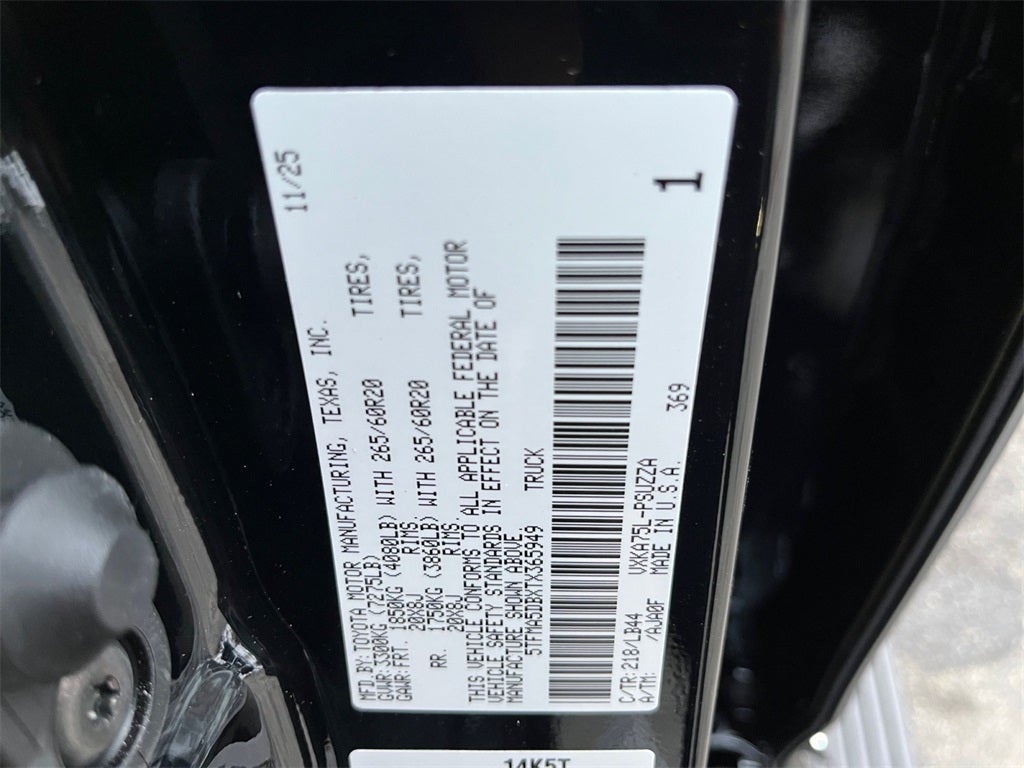 MFD.BY:TOYOTA MOTOR MANUFACTURING, TEXAS, INC. 11/25
GVWR:3300KG (7275LB)
GAWR:FRT. 1850KG (4080LB) WITH 265/60R20 TIRES,
20X8J RIMS.
RR. 1750KG (3860LB) WITH 265/60R20 TIRES,
20X8J RIMS.
THIS VEHICLE CONFORMS TO ALL APPLICABLE FEDERAL MOTOR
VEHICLE SAFETY STANDARDS IN EFFECT ON THE DATE OF
MANUFACTURE SHOWN ABOVE.
5TFMA5DBXTX365949 TRUCK
C/TR:218/LB44 VXKA75L-PSUZZA 369
A/TM: /AJA0F MADE IN U.S.A. 1
14K5T